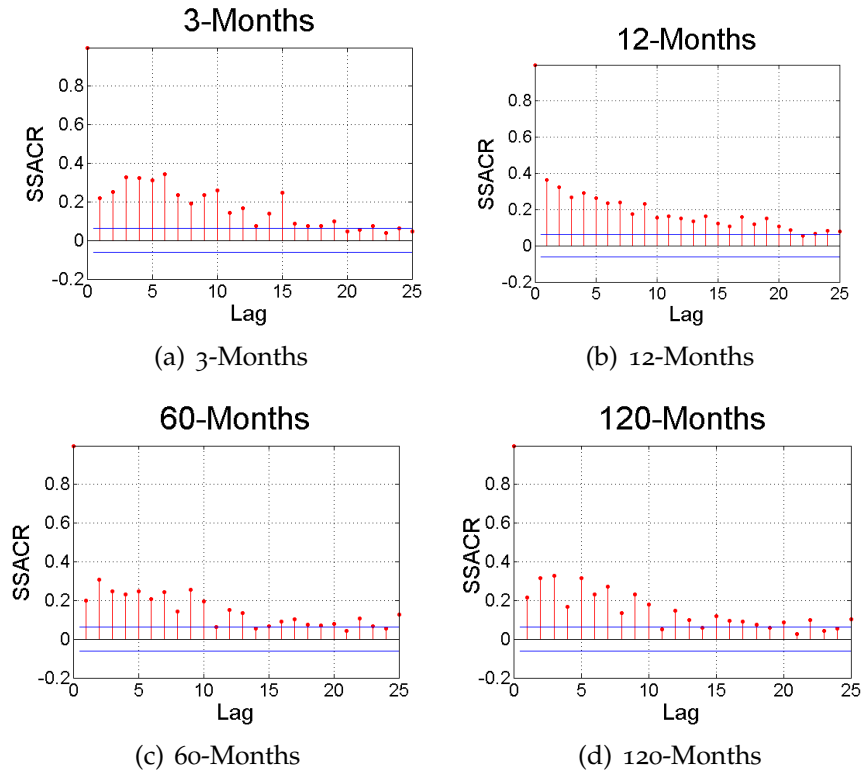 3-Months
SSACR
0.8
0.6
0.4
0.2
0
-0.2
0 5 10 15 20 25
Lag
(a) 3-Months
12-Months
SSACR
0.8
0.6
0.4
0.2
0
-0.2
0 5 10 15 20 25
Lag
(b) 12-Months
60-Months
SSACR
0.8
0.6
0.4
0.2
0
-0.2
0 5 10 15 20 25
Lag
(c) 60-Months
120-Months
SSACR
0.8
0.6
0.4
0.2
0
-0.2
0 5 10 15 20 25
Lag
(d) 120-Months